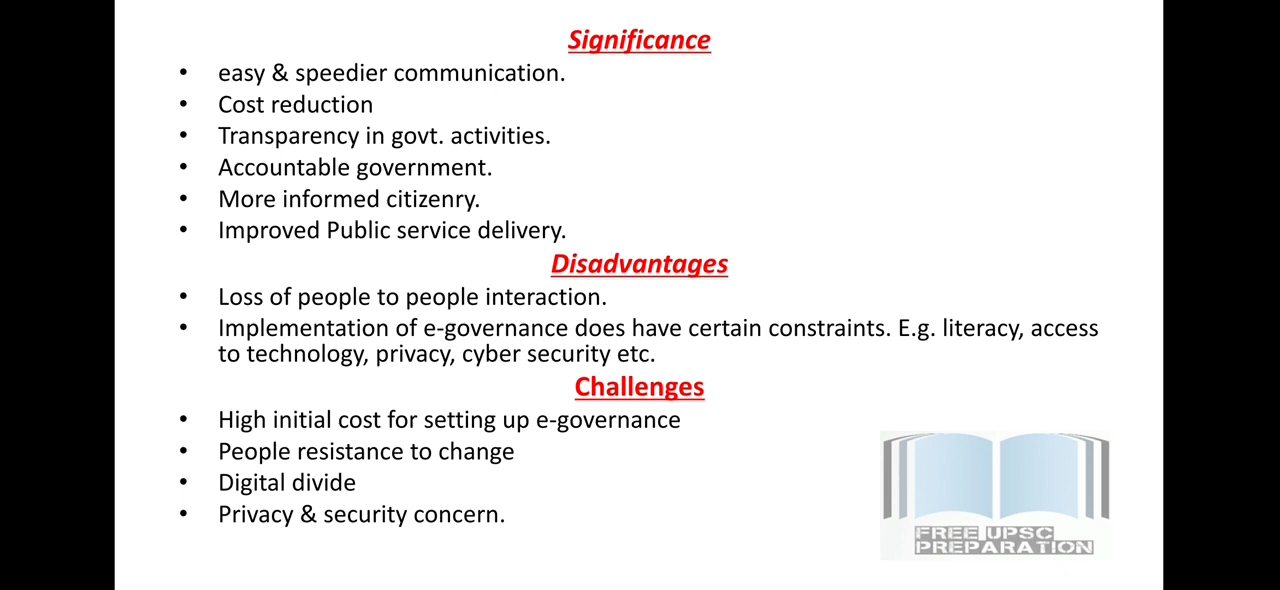 Significance
• easy & speedier communication.
• Cost reduction
• Transparency in govt. activities.
• Accountable government.
• More informed citizenry.
• Improved Public service delivery.
Disadvantages
• Loss of people to people interaction.
• Implementation of e-governance does have certain constraints. E.g. literacy, access
to technology, privacy, cyber security etc.
Challenges
• High initial cost for setting up e-governance
• People resistance to change
• Digital divide
• Privacy & security concern.
FREE UPSC
PREPARATION